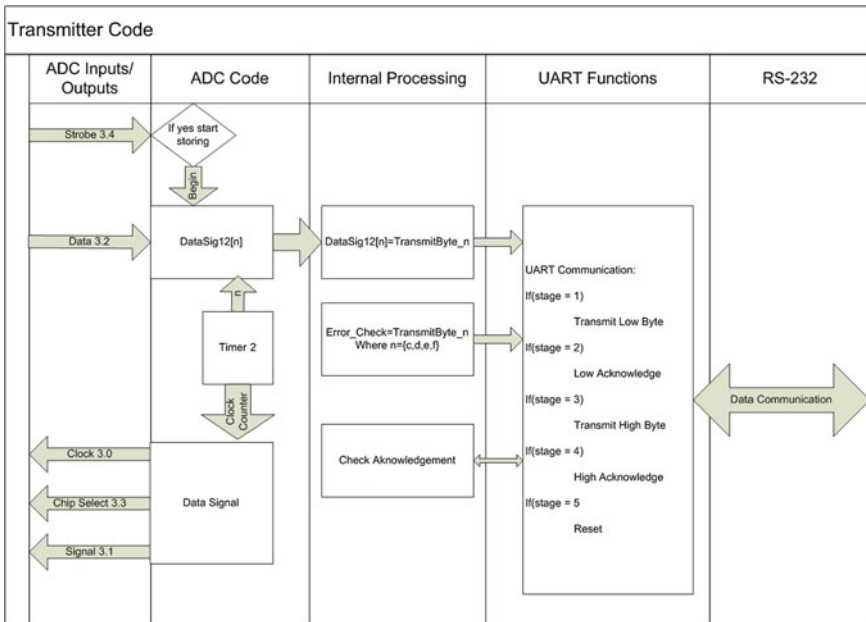 Transmitter Code
ADC Inputs/
Outputs
ADC Code
Internal Processing
UART Functions
RS-232
Strobe 3.4
If yes start
storing
Begin
Data 3.2
DataSig12[n]
DataSig12[n]=TransmitByte_n
n
Timer 2
Error_Check=TransmitByte_n
Where n={c,d,e,f}
Clock
Counter
Clock 3.0
Chip Select 3.3
Signal 3.1
Data Signal
Check Aknowledgement
UART Communication:
If(stage = 1)
Transmit Low Byte
If(stage = 2)
Low Acknowledge
If(stage = 3)
Transmit High Byte
If(stage = 4)
High Acknowledge
If(stage = 5
Reset
Data Communication